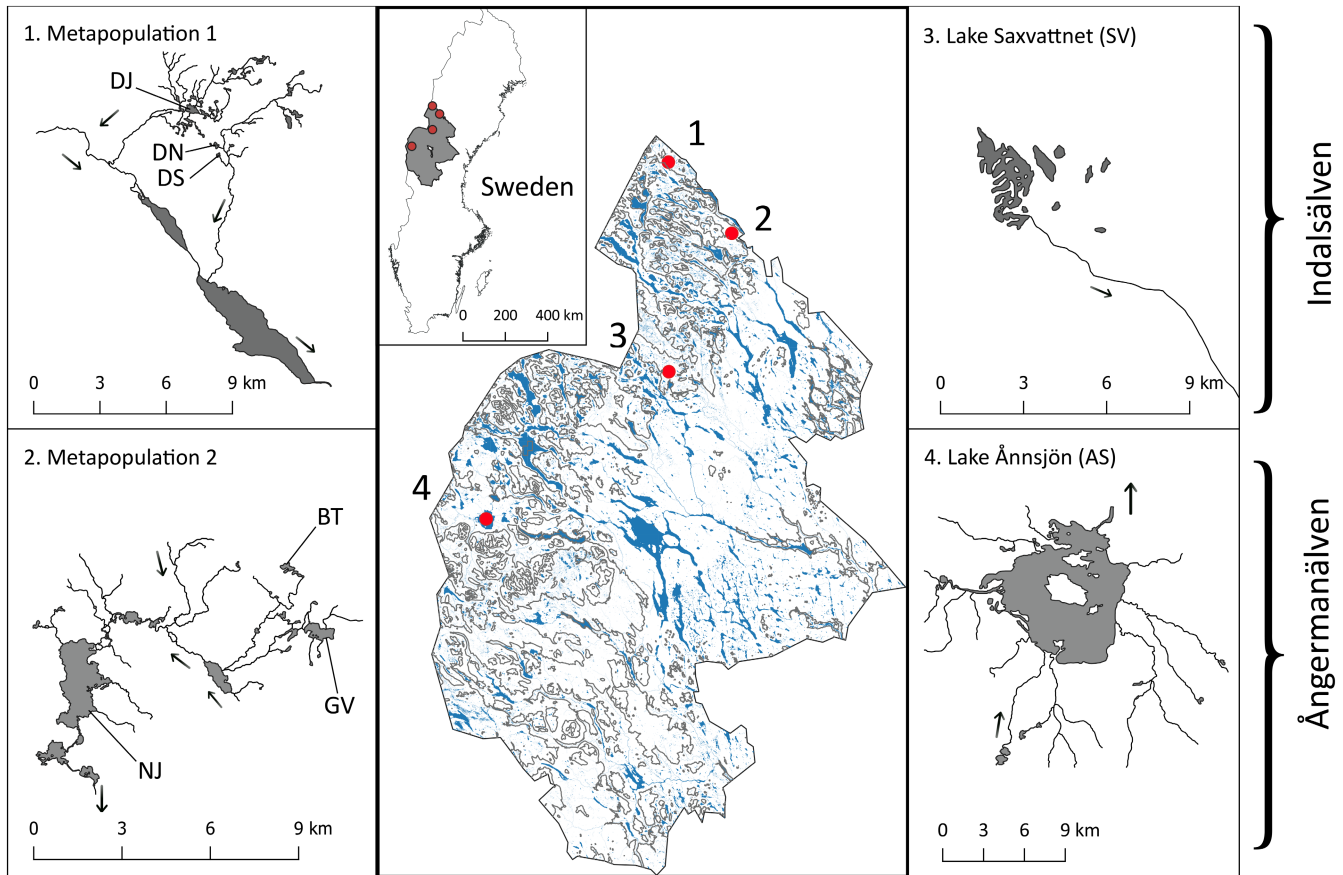 1. Metapopulation 1
DJ
DN
DS
0 3 6 9 km
2. Metapopulation 2
BT
GV
NJ
0 3 6 9 km
Sweden
0 200 400 km
1
2
3
4
3. Lake Saxvattnet (SV)
0 3 6 9 km
4. Lake Ånnsjön (AS)
0 3 6 9 km
Indalsälven
Ångermanälven